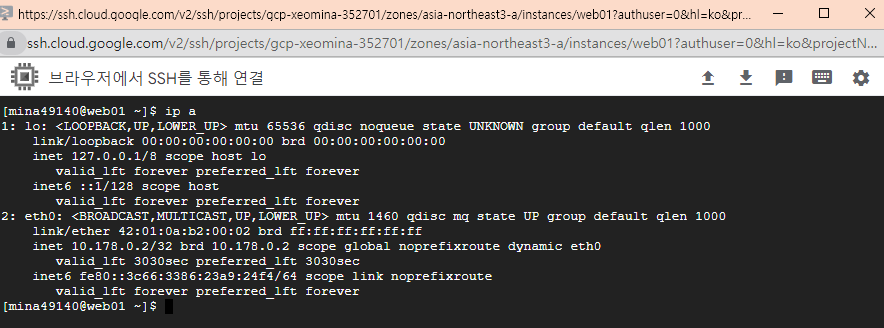 https://ssh.cloud.google.com/v2/ssh/projects/gcp-xeomina-352701/zones/asia-northeast3-a/instances/web01?authuser=0&hl=ko&pro...
ssh.cloud.google.com/v2/ssh/projects/gcp-xeomina-352701/zones/asia-northeast3-a/instances/web01?authuser=0&hl=ko&projectN...
브라우저에서 SSH를 통해 연결
[mina49140@web01 ~]$ ip a
1: lo: <LOOPBACK,UP,LOWER_UP> mtu 65536 qdisc noqueue state UNKNOWN group default qlen 1000
    link/loopback 00:00:00:00:00:00 brd 00:00:00:00:00:00
    inet 127.0.0.1/8 scope host lo
       valid_lft forever preferred_lft forever
    inet6 ::1/128 scope host
       valid_lft forever preferred_lft forever
2: eth0: <BROADCAST,MULTICAST,UP,LOWER_UP> mtu 1460 qdisc mq state UP group default qlen 1000
    link/ether 42:01:0a:b2:00:02 brd ff:ff:ff:ff:ff:ff
    inet 10.178.0.2/32 brd 10.178.0.2 scope global noprefixroute dynamic eth0
       valid_lft 3030sec preferred_lft 3030sec
    inet6 fe80::3c66:3386:23a9:24f4/64 scope link noprefixroute
       valid_lft forever preferred_lft forever
[mina49140@web01 ~]$